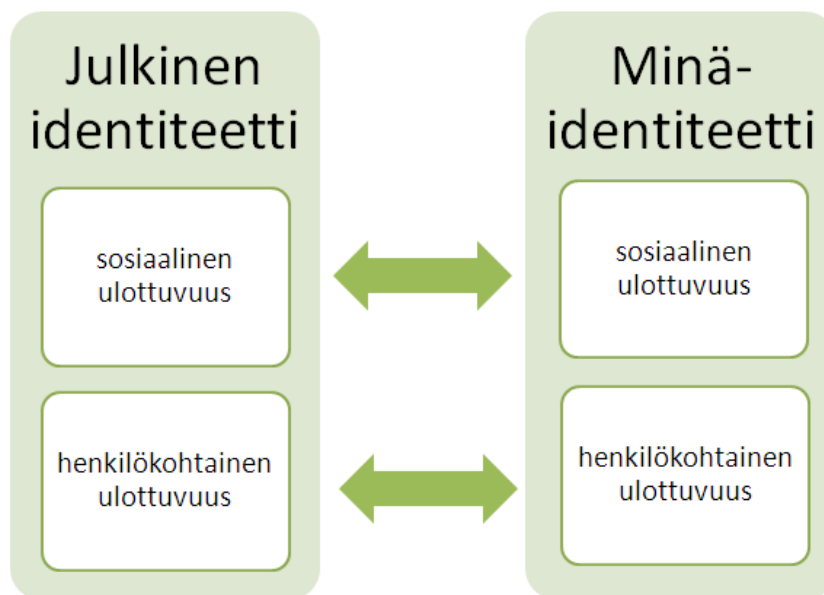 Julkinen
identiteetti
sosiaalinen
ulottuvuus
henkilökohtainen
ulottuvuus
Minä-
identiteetti
sosiaalinen
ulottuvuus
henkilökohtainen
ulottuvuus